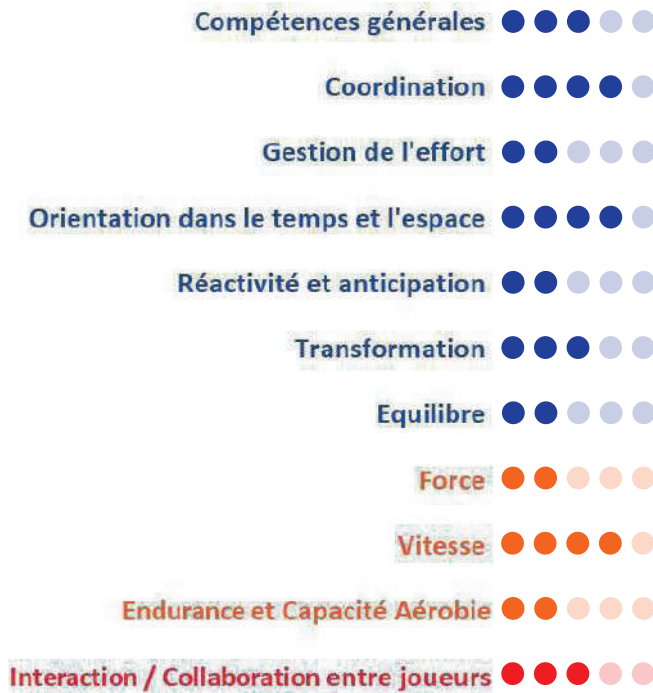 Compétences générales
Coordination
Gestion de l'effort
Orientation dans le temps et l'espace
Réactivité et anticipation
Transformation
Equilibre
Force
Vitesse
Endurance et Capacité Aérobie
Interaction / Collaboration entre joueurs